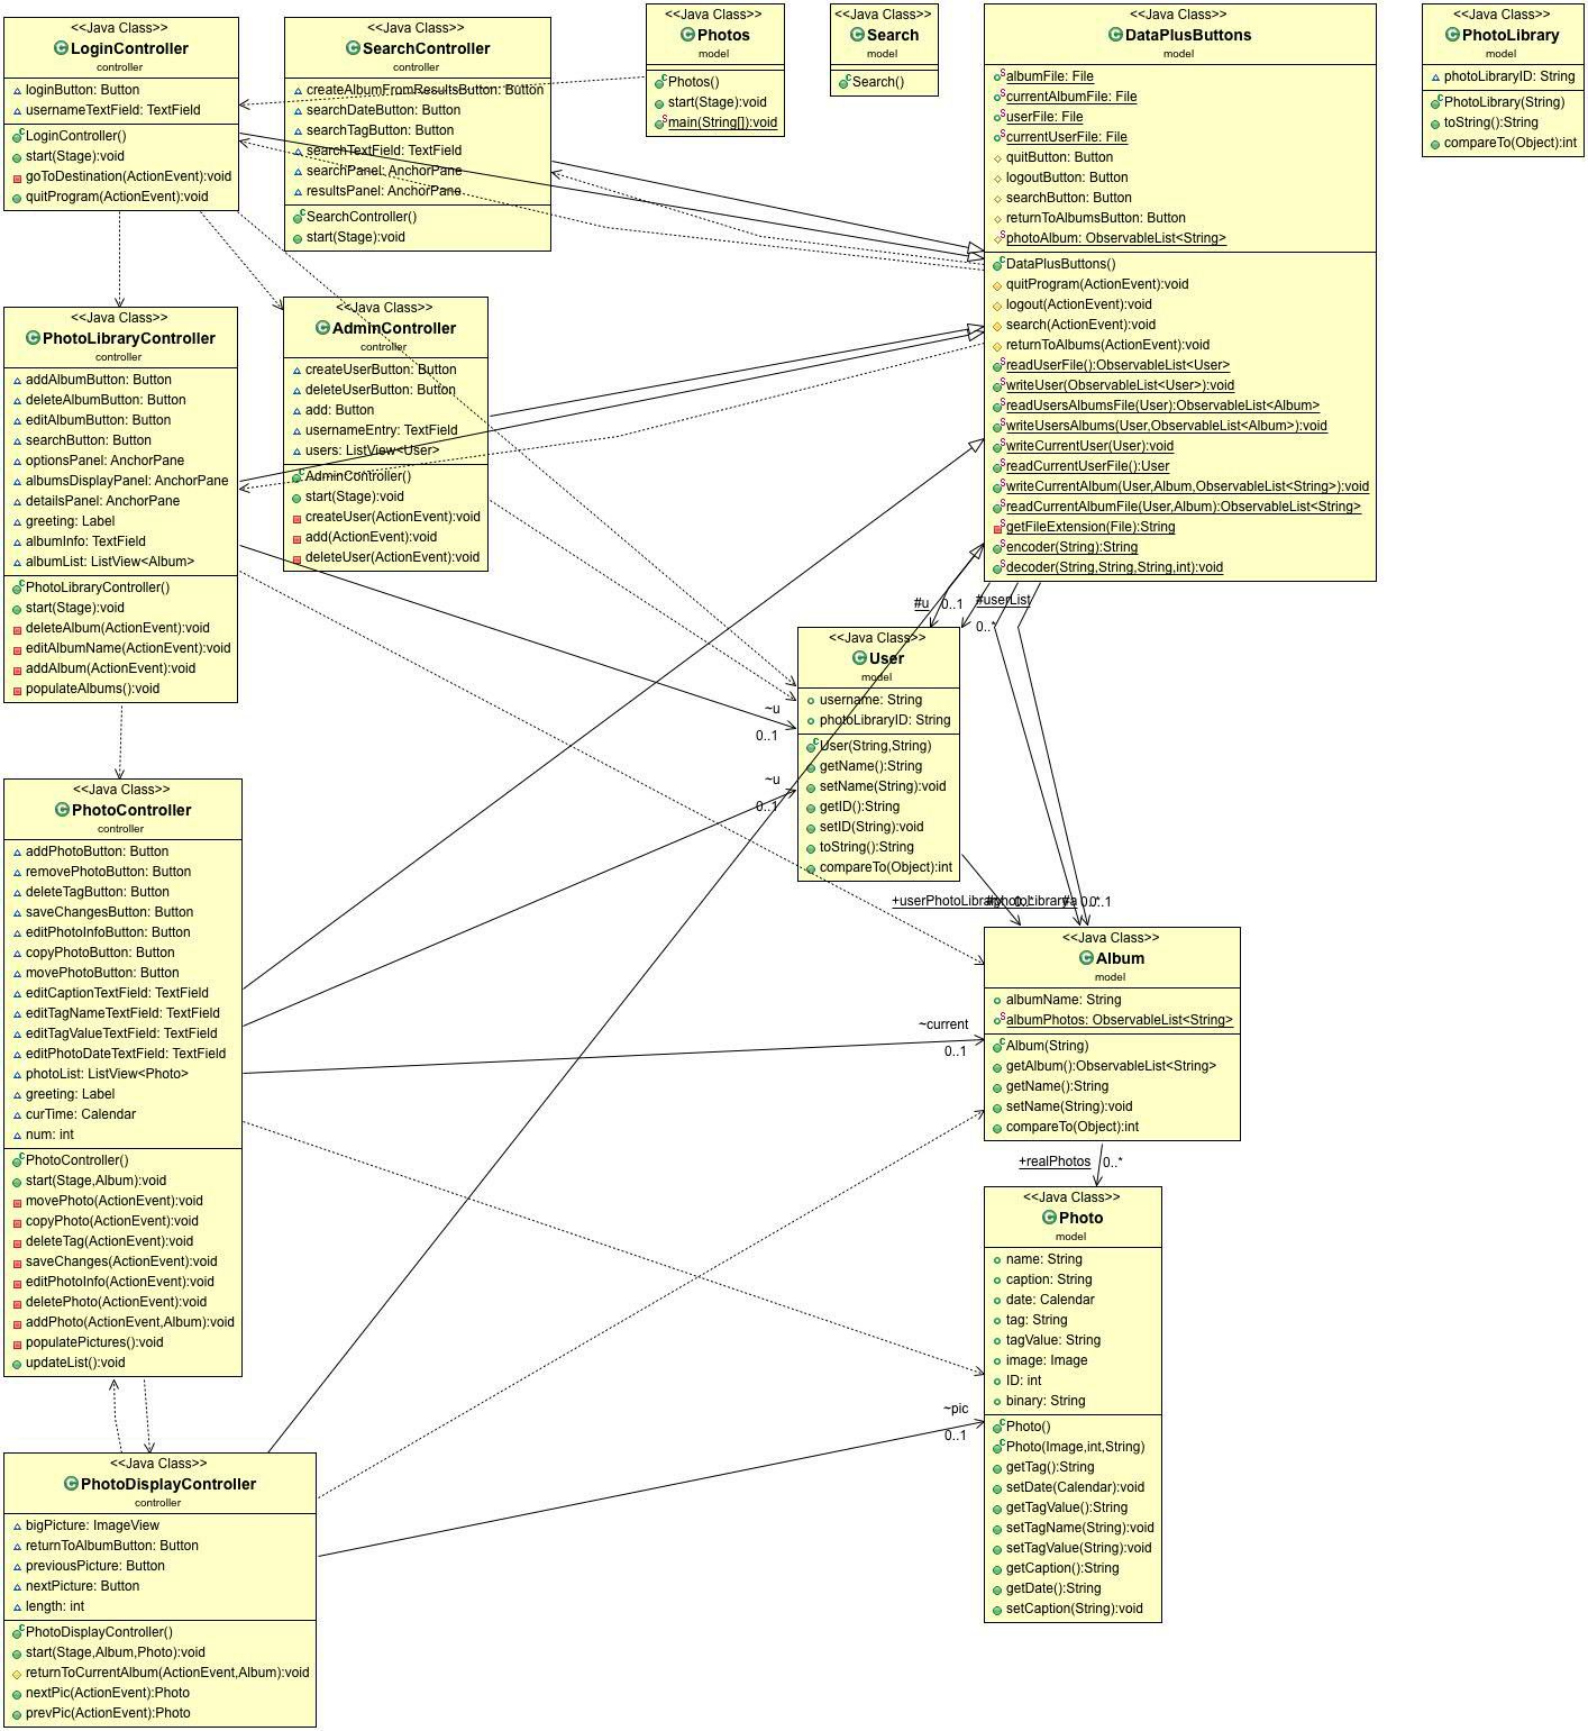 <<Java Class>>
LoginController
controller
loginButton: Button
usernameTextField: TextField
LoginController()
start(Stage):void
goToDestination(ActionEvent):void
quitProgram(ActionEvent):void
<<Java Class>>
SearchController
controller
createAlbumFromResultsButton: Button
searchDateButton: Button
searchTagButton: Button
searchTextField: TextField
searchPanel: AnchorPane
resultsPanel: AnchorPane
SearchController()
start(Stage):void
<<Java Class>>
Photos
model
Photos()
start(Stage):void
main(String[]):void
<<Java Class>>
Search
model
Search()
<<Java Class>>
DataPlusButtons
model
albumFile: File
currentAlbumFile: File
userFile: File
currentUserFile: File
quitButton: Button
logoutButton: Button
searchButton: Button
returnToAlbumsButton: Button
photoAlbum: ObservableList<String>
DataPlusButtons()
quitProgram(ActionEvent):void
logout(ActionEvent):void
search(ActionEvent):void
returnToAlbums(ActionEvent):void
readUserFile():ObservableList<User>
writeUser(ObservableList<User>):void
readUsersAlbumsFile(User):ObservableList<Album>
writeUsersAlbums(User,ObservableList<Album>):void
writeCurrentUser(User):void
readCurrentUserFile():User
writeCurrentAlbum(User,Album,ObservableList<String>):void
readCurrentAlbumFile(User,Album):ObservableList<String>
getFileExtension(File):String
encoder(String):String
decoder(String,String,String,int):void
<<Java Class>>
PhotoLibrary
model
photoLibraryID: String
PhotoLibrary(String)
toString():String
compareTo(Object):int
<<Java Class>>
PhotoLibraryController
controller
addAlbumButton: Button
deleteAlbumButton: Button
editAlbumButton: Button
searchButton: Button
optionsPanel: AnchorPane
albumsDisplayPanel: AnchorPane
detailsPanel: AnchorPane
greeting: Label
albumInfo: TextField
albumList: ListView<Album>
PhotoLibraryController()
start(Stage):void
deleteAlbum(ActionEvent):void
editAlbumName(ActionEvent):void
addAlbum(ActionEvent):void
populateAlbums():void
<<Java Class>>
AdminController
controller
createUserButton: Button
deleteUserButton: Button
add: Button
usernameEntry: TextField
users: ListView<User>
AdminController()
start(Stage):void
createUser(ActionEvent):void
add(ActionEvent):void
deleteUser(ActionEvent):void
#u 0..1
#userList
0..*
<<Java Class>>
User
model
username: String
photoLibraryID: String
User(String,String)
getName():String
setName(String):void
getID():String
setID(String):void
toString():String
compareTo(Object):int
~u
0..1
~u
0..1
<<Java Class>>
PhotoController
controller
addPhotoButton: Button
removePhotoButton: Button
deleteTagButton: Button
saveChangesButton: Button
editPhotoInfoButton: Button
copyPhotoButton: Button
movePhotoButton: Button
editCaptionTextField: TextField
editTagNameTextField: TextField
editTagValueTextField: TextField
editPhotoDateTextField: TextField
photoList: ListView<Photo>
greeting: Label
curTime: Calendar
num: int
PhotoController()
start(Stage,Album):void
movePhoto(ActionEvent):void
copyPhoto(ActionEvent):void
deleteTag(ActionEvent):void
saveChanges(ActionEvent):void
editPhotoInfo(ActionEvent):void
deletePhoto(ActionEvent):void
addPhoto(ActionEvent,Album):void
populatePictures():void
updateList():void
<<Java Class>>
Album
model
albumName: String
albumPhotos: ObservableList<String>
Album(String)
getAlbum():ObservableList<String>
getName():String
setName(String):void
compareTo(Object):int
~current
0..1
+realPhotos 0..*
<<Java Class>>
Photo
model
name: String
caption: String
date: Calendar
tag: String
tagValue: String
image: Image
ID: int
binary: String
Photo()
Photo(Image,int,String)
getTag():String
setDate(Calendar):void
getTagValue():String
setTagName(String):void
setTagValue(String):void
getCaption():String
getDate():String
setCaption(String):void
~pic
0..1
<<Java Class>>
PhotoDisplayController
controller
bigPicture: ImageView
returnToAlbumButton: Button
previousPicture: Button
nextPicture: Button
length: int
PhotoDisplayController()
start(Stage,Album,Photo):void
returnToCurrentAlbum(ActionEvent,Album):void
nextPic(ActionEvent):Photo
prevPic(ActionEvent):Photo